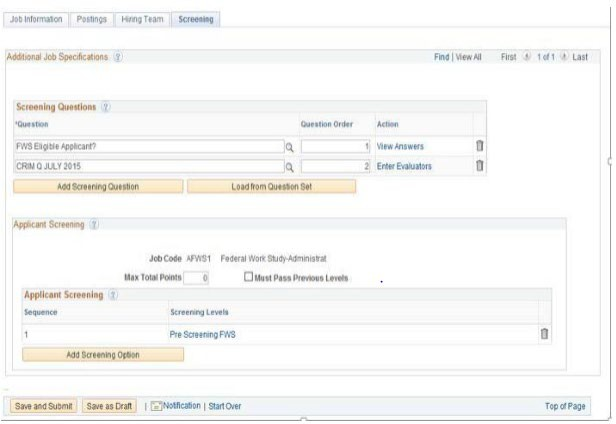 Job Information Postings Hiring Team Screening
Additional Job Specifications Find | View All First 1 of 1 Last
Screening Questions
*Question Question Order Action
FWS Eligible Applicant? 1 View Answers
CRIM Q JULY 2015 2 Enter Evaluators
Add Screening Question Load from Question Set
Applicant Screening
Job Code AFWS1 Federal Work Study-Administrat
Max Total Points 0 Must Pass Previous Levels
Applicant Screening
Sequence Screening Levels
1 Pre Screening FWS
Add Screening Option
Save and Submit Save as Draft | Notification | Start Over Top of Page